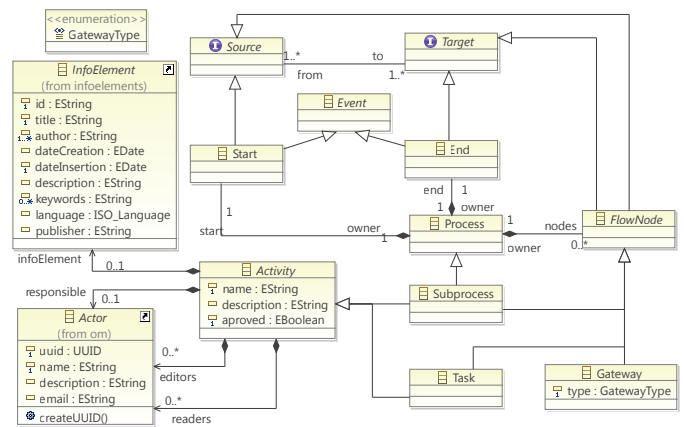 <<enumeration>>
GatewayType
InfoElement
(from infoelements)
id : EString
title : EString
1..* author : EString
dateCreation : EDate
dateInsertion : EDate
description : EString
0..* keywords : EString
language : ISO_Language
publisher : EString
Source
Target
1..*
to
from
1..*
Event
Start
End
end
1
1
owner
1
start
owner
1
Process
1
nodes
owner
0..*
FlowNode
infoElement
0..1
Activity
name : EString
description : EString
aproved : EBoolean
responsible
0..1
Actor
(from om)
uuid : UUID
name : EString
description : EString
email : EString
createUUID()
0..*
editors
0..*
readers
Subprocess
Task
Gateway
type : GatewayType